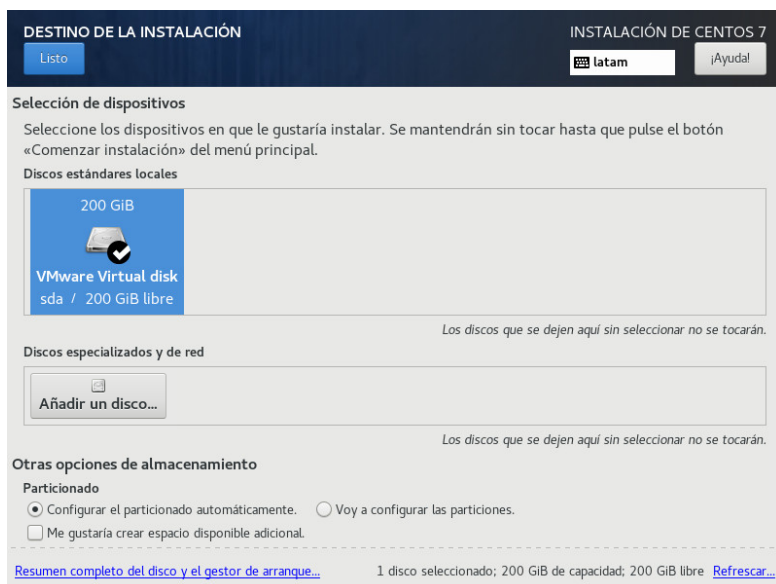 DESTINO DE LA INSTALACIÓN
INSTALACIÓN DE CENTOS 7
Listo
latam
¡Ayuda!
Selección de dispositivos
Seleccione los dispositivos en que le gustaría instalar. Se mantendrán sin tocar hasta que pulse el botón
«Comenzar instalación» del menú principal.
Discos estándares locales
200 GiB
VMware Virtual disk
sda / 200 GiB libre
Los discos que se dejen aquí sin seleccionar no se tocarán.
Discos especializados y de red
Añadir un disco...
Los discos que se dejen aquí sin seleccionar no se tocarán.
Otras opciones de almacenamiento
Particionado
Configurar el particionado automáticamente. Voy a configurar las particiones.
Me gustaría crear espacio disponible adicional.
Resumen completo del disco y el gestor de arranque... 1 disco seleccionado; 200 GiB de capacidad; 200 GiB libre Refrescar...